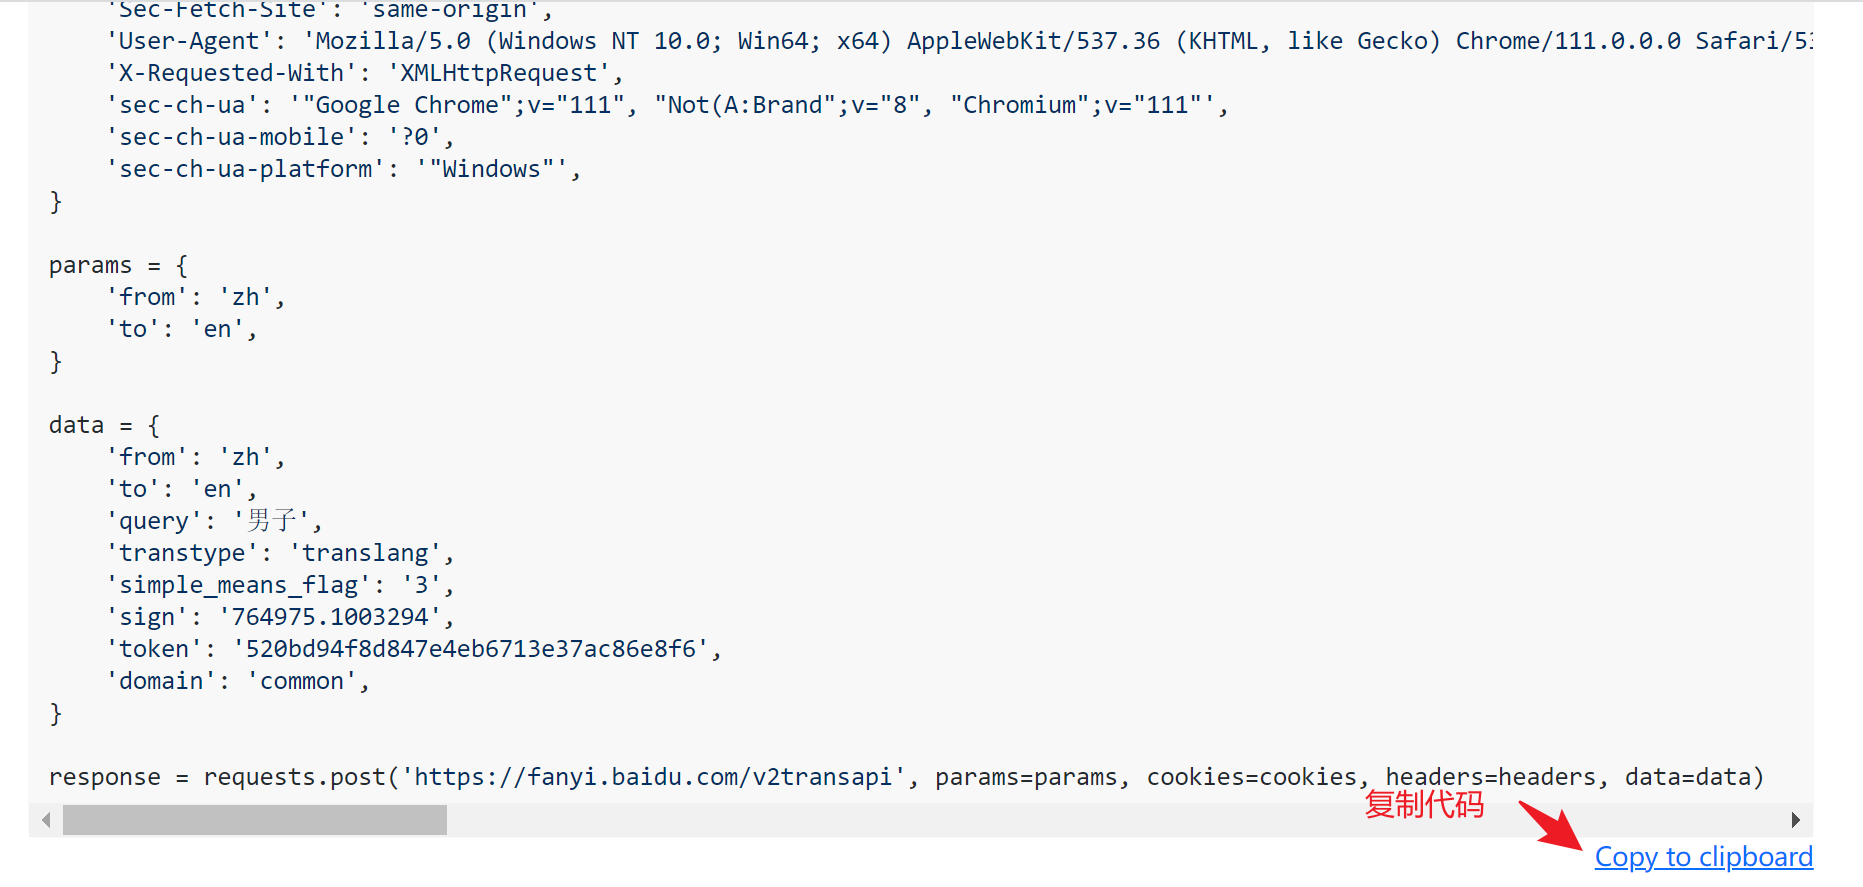 'Sec-Fetch-Site': 'same-origin',
'User-Agent': 'Mozilla/5.0 (Windows NT 10.0; Win64; x64) AppleWebKit/537.36 (KHTML, like Gecko) Chrome/111.0.0.0 Safari/53
'X-Requested-With': 'XMLHttpRequest',
'sec-ch-ua': '"Google Chrome";v="111", "Not(A:Brand";v="8", "Chromium";v="111"',
'sec-ch-ua-mobile': '?0',
'sec-ch-ua-platform': '"Windows"',
}
params = {
'from': 'zh',
'to': 'en',
}
data = {
'from': 'zh',
'to': 'en',
'query': '男子',
'transtype': 'translang',
'simple_means_flag': '3',
'sign': '764975.1003294',
'token': '520bd94f8d847e4eb6713e37ac86e8f6',
'domain': 'common',
}
response = requests.post('https://fanyi.baidu.com/v2transapi', params=params, cookies=cookies, headers=headers, data=data)
复制代码
Copy to clipboard